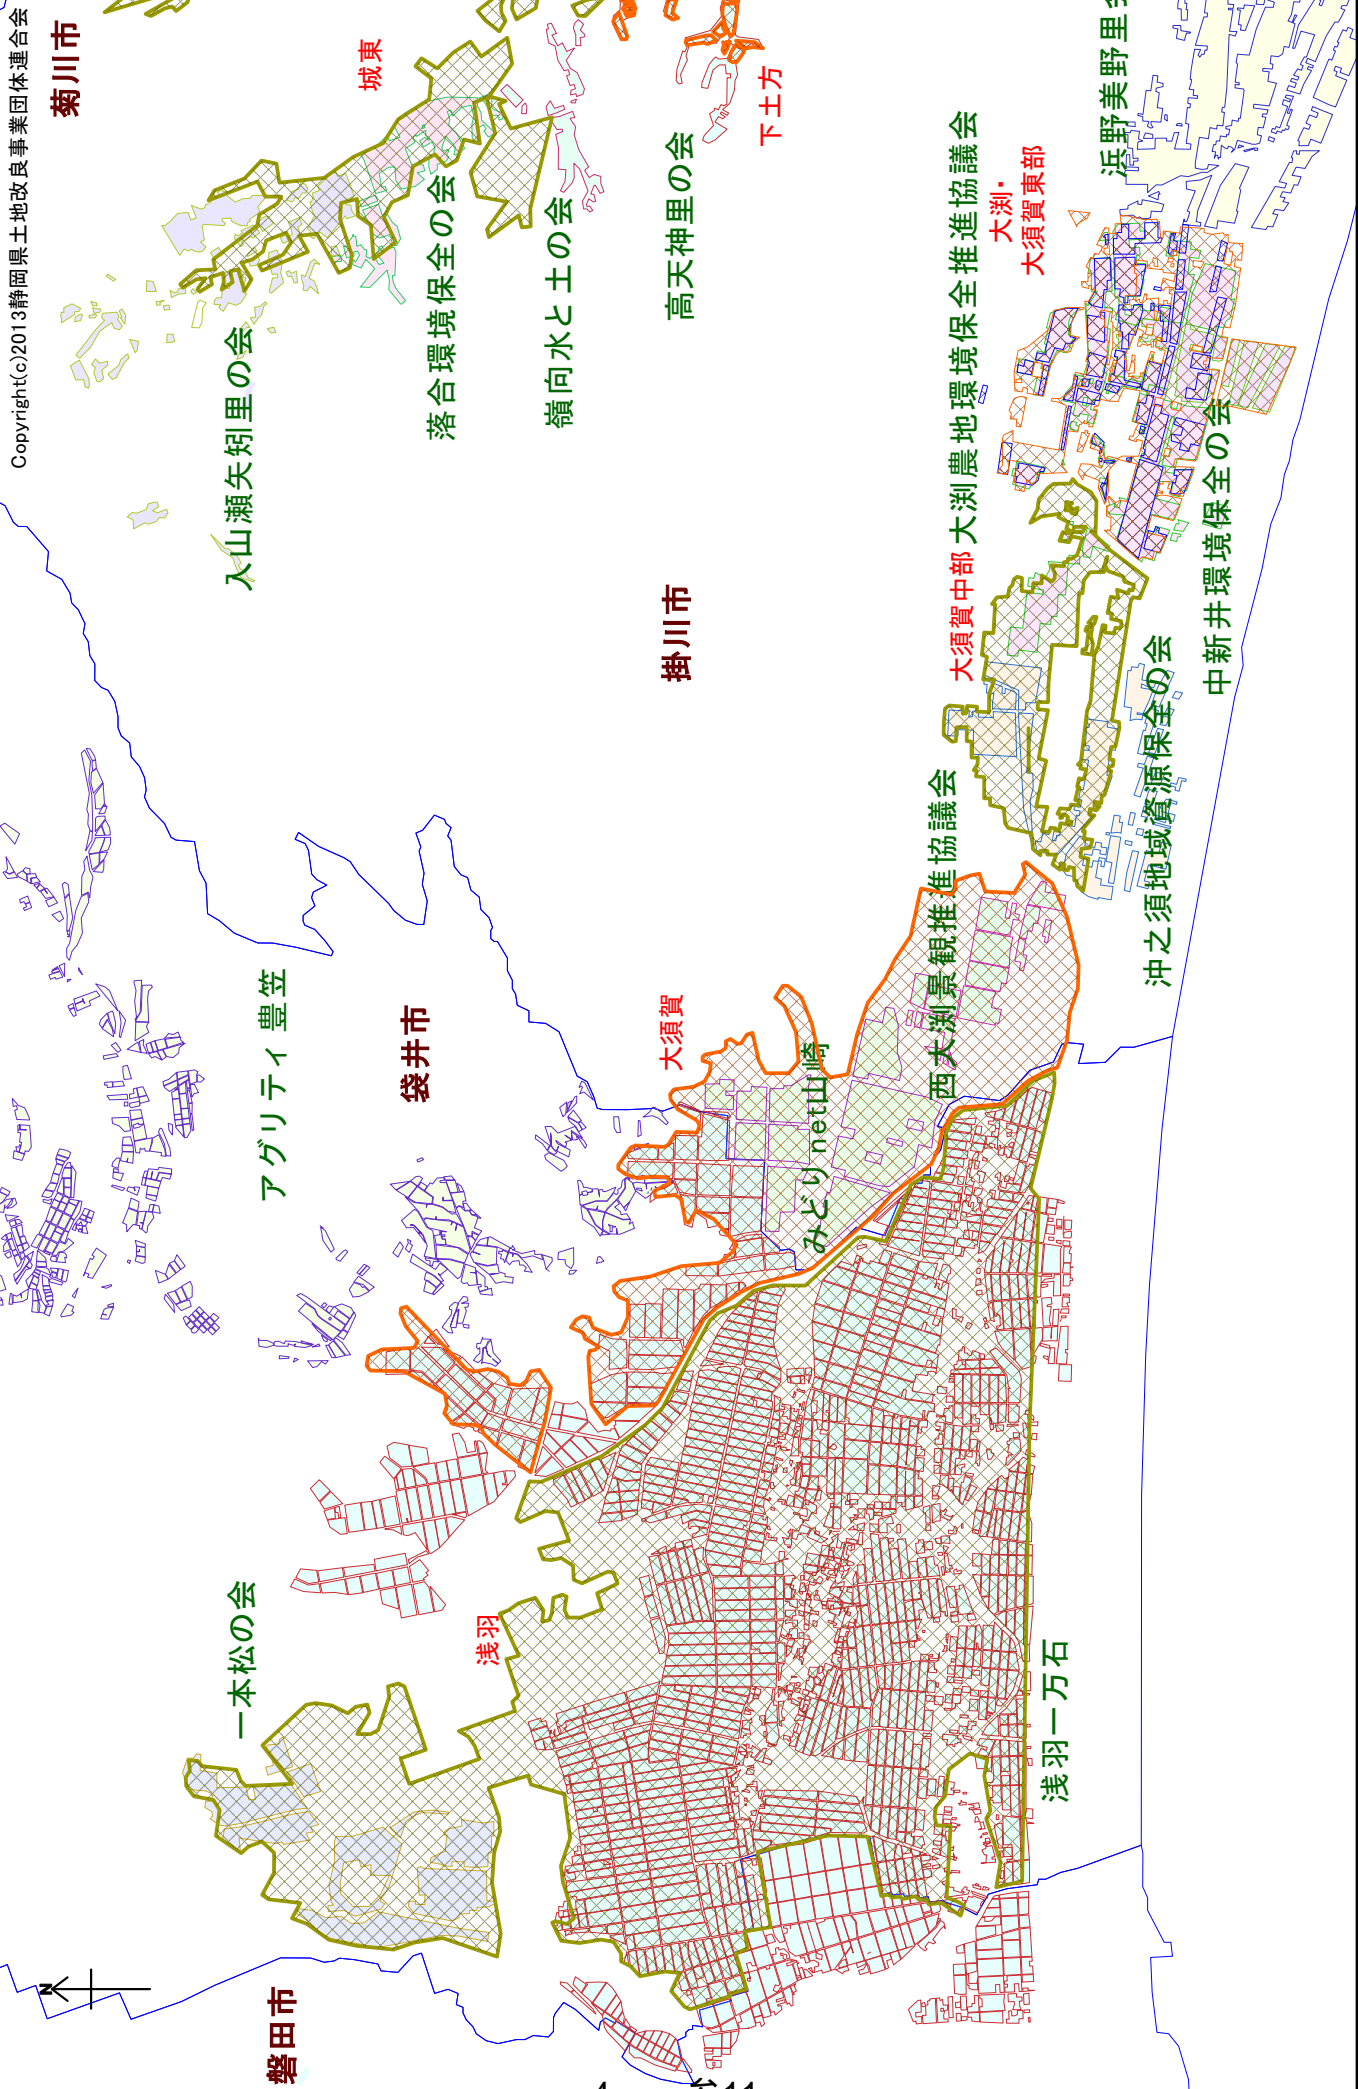 Copyright(c)2013静岡県土地改良事業団体連合会
菊川市
城東
下土方
入山瀬矢矧里の会
落合環境保全の会
嶺向水と土の会
高天神里の会
大渕農地環境保全推進協議会
大渕・
大須賀東部
浜野美野里
掛川市
大須賀中部
中新井環境保全の会
沖之須地域資源保全の会
西大渕景観推進協議会
アグリティ豊笠
袋井市
大須賀
みどりnet山崎
一本松の会
浅羽
浅羽一万石
磐田市
N